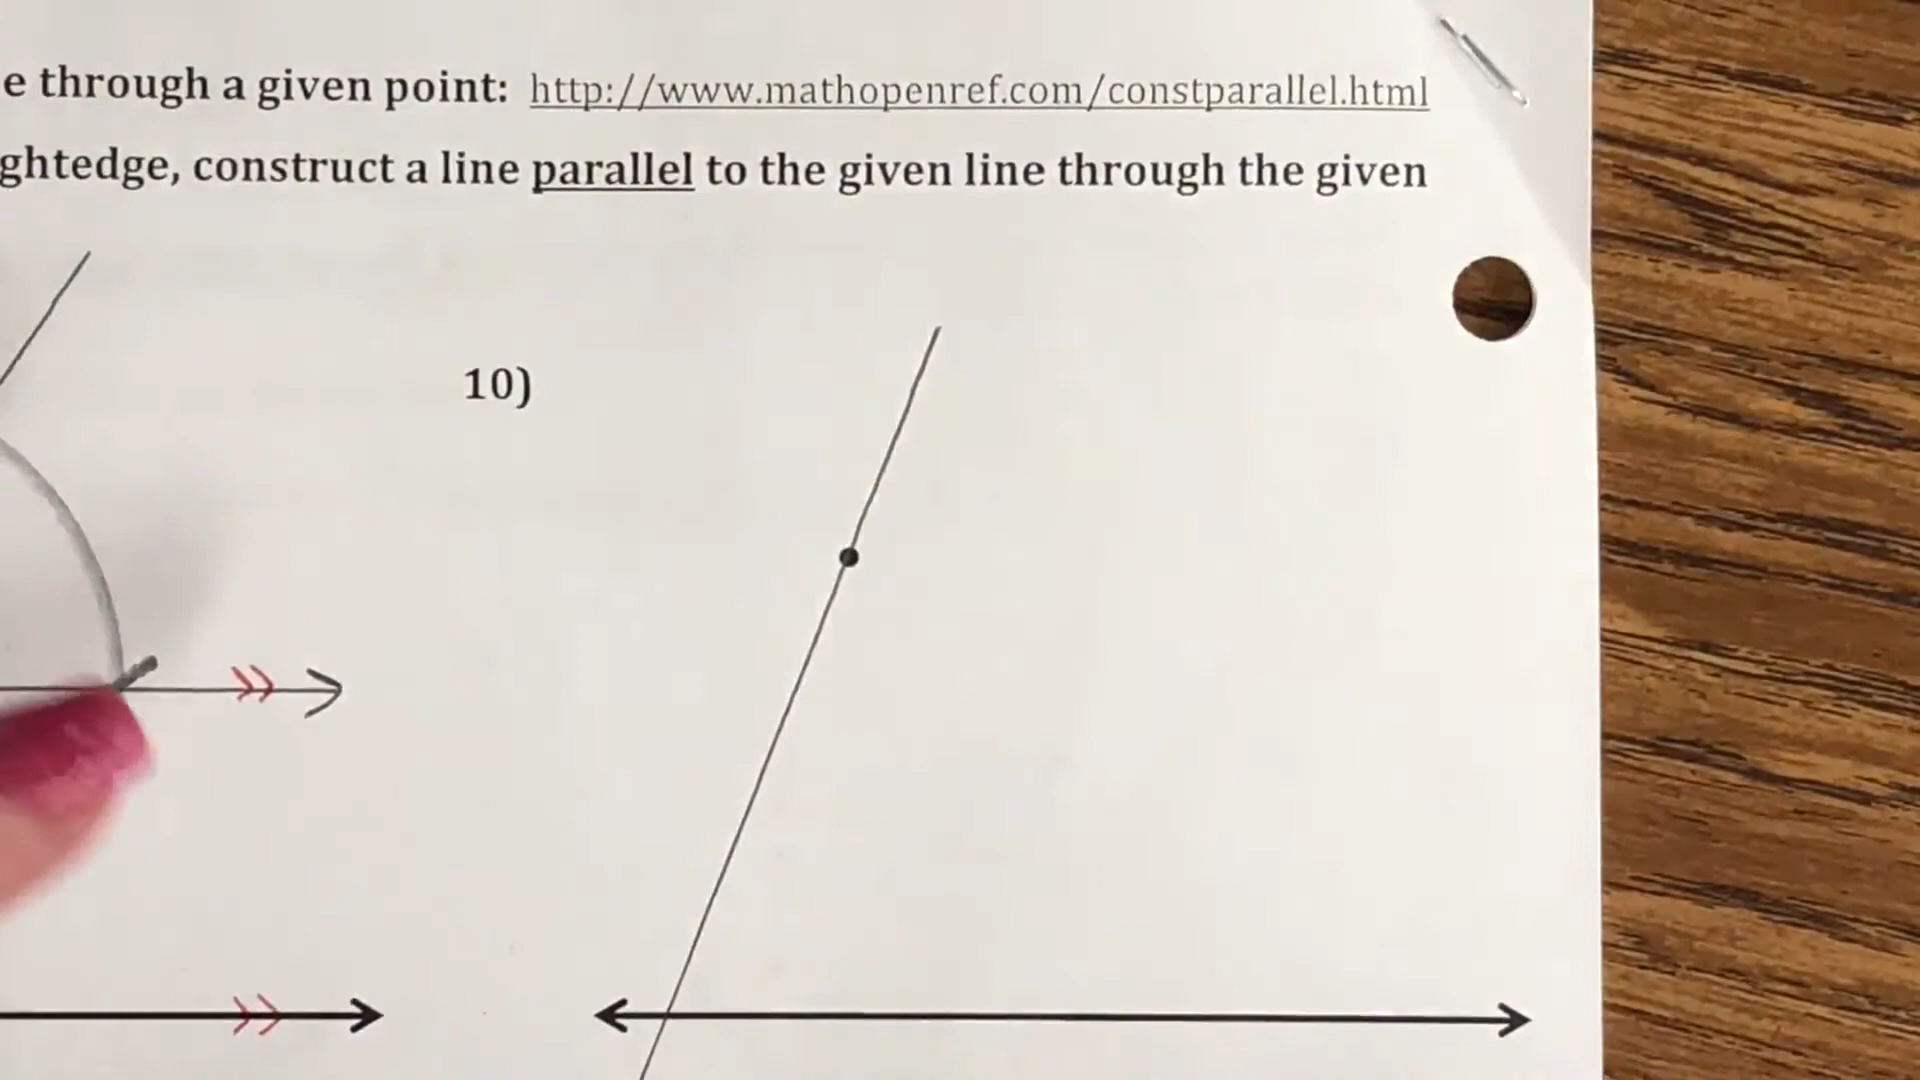 e through a given point: http://www.mathopenref.com/constparallel.html
ghtedge, construct a line parallel to the given line through the given
10)